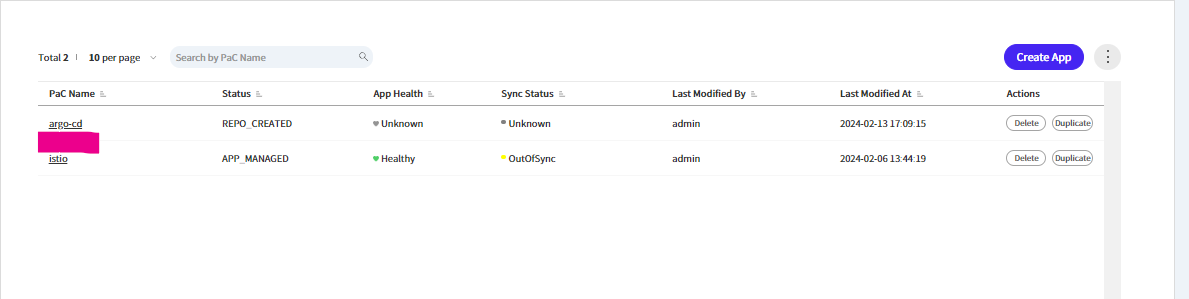 Total 2 | 10 per page Search by PaC Name Create App
PaC Name Status App Health Sync Status Last Modified By Last Modified At Actions
argo-cd REPO_CREATED Unknown Unknown admin 2024-02-13 17:09:15 Delete Duplicate
istio APP_MANAGED Healthy OutOfSync admin 2024-02-06 13:44:19 Delete Duplicate